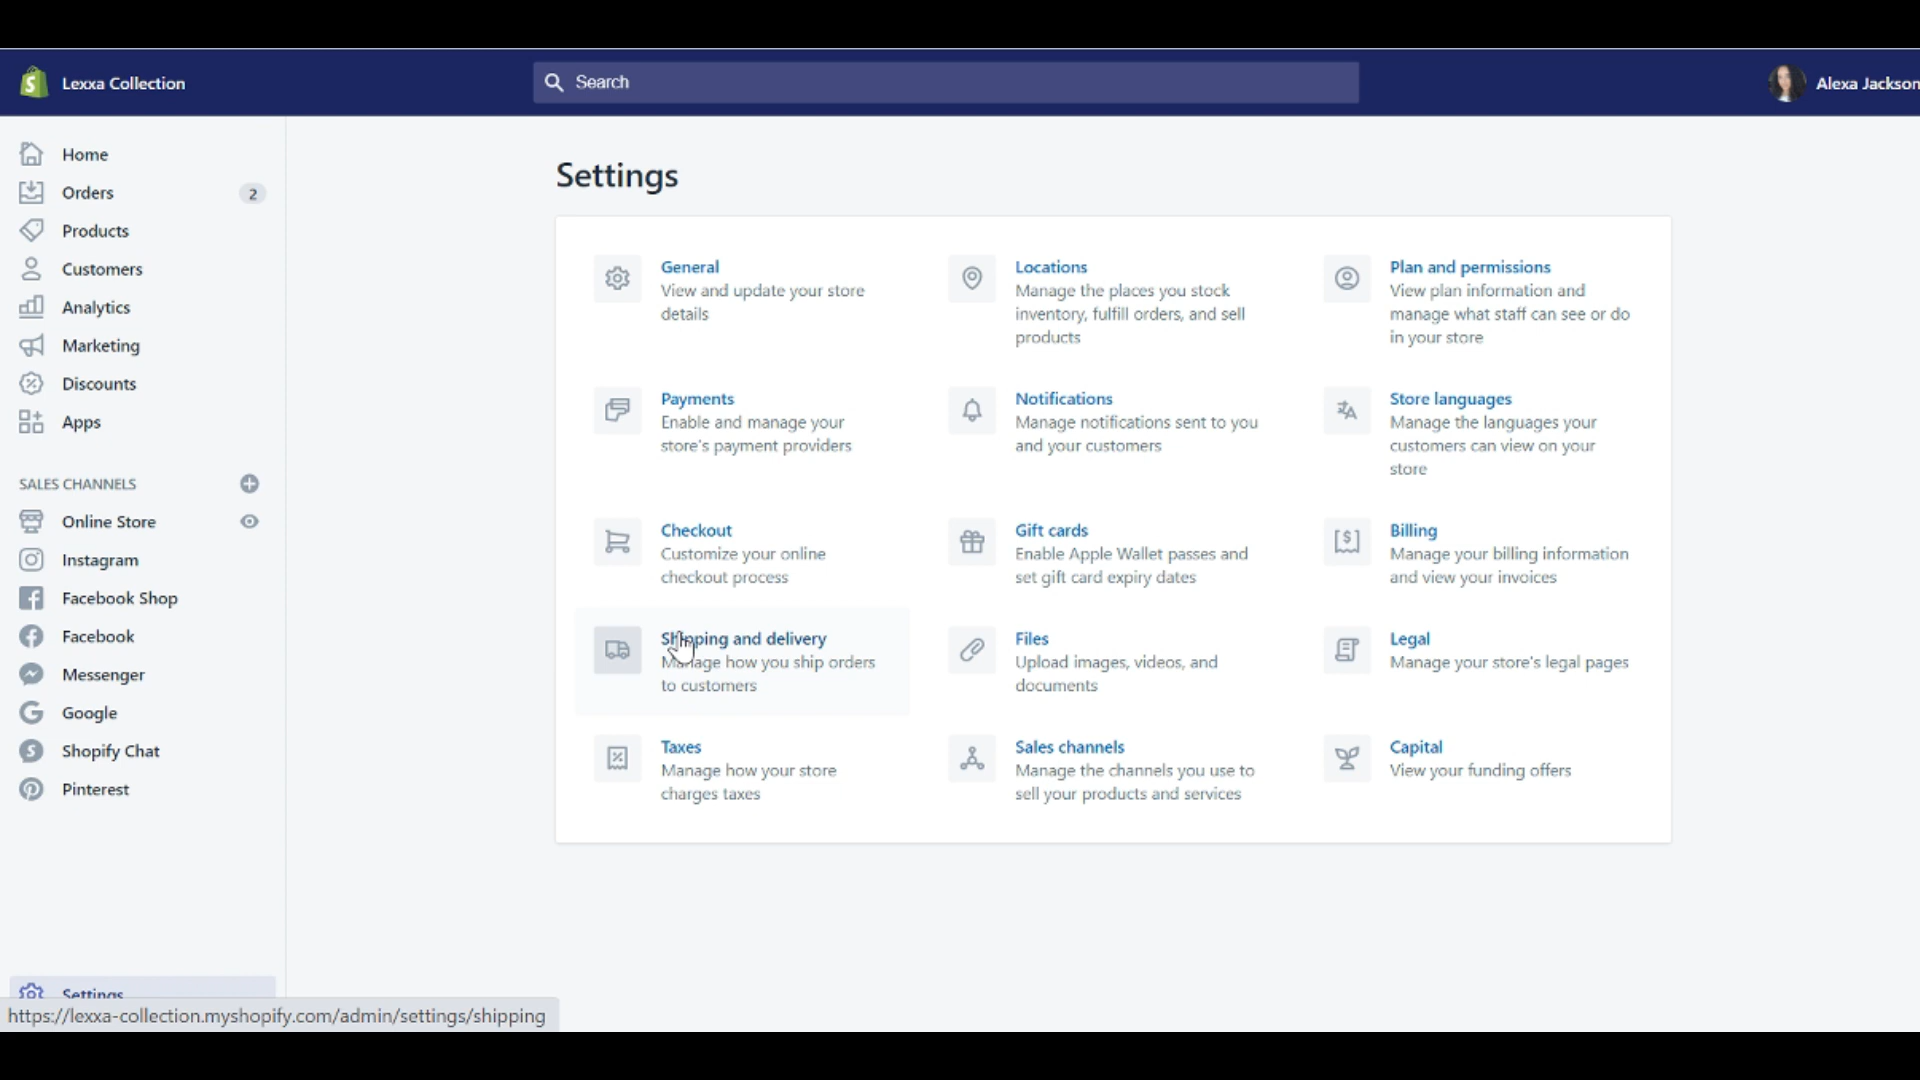 Lexxa Collection
Search
Alexa Jackson
Home
Orders
2
Products
Customers
Analytics
Marketing
Discounts
Apps
SALES CHANNELS
Online Store
Instagram
Facebook Shop
Facebook
Messenger
Google
Shopify Chat
Pinterest
Settings
https://lexxa-collection.myshopify.com/admin/settings/shipping
Settings
General
View and update your store
details
Locations
Manage the places you stock
inventory, fulfill orders, and sell
products
Plan and permissions
View plan information and
manage what staff can see or do
in your store
Payments
Enable and manage your
store's payment providers
Notifications
Manage notifications sent to you
and your customers
Store languages
Manage the languages your
customers can view on your
store
Checkout
Customize your online
checkout process
Gift cards
Enable Apple Wallet passes and
set gift card expiry dates
Billing
Manage your billing information
and view your invoices
Shipping and delivery
Manage how you ship orders
to customers
Files
Upload images, videos, and
documents
Legal
Manage your store's legal pages
Taxes
Manage how your store
charges taxes
Sales channels
Manage the channels you use to
sell your products and services
Capital
View your funding offers